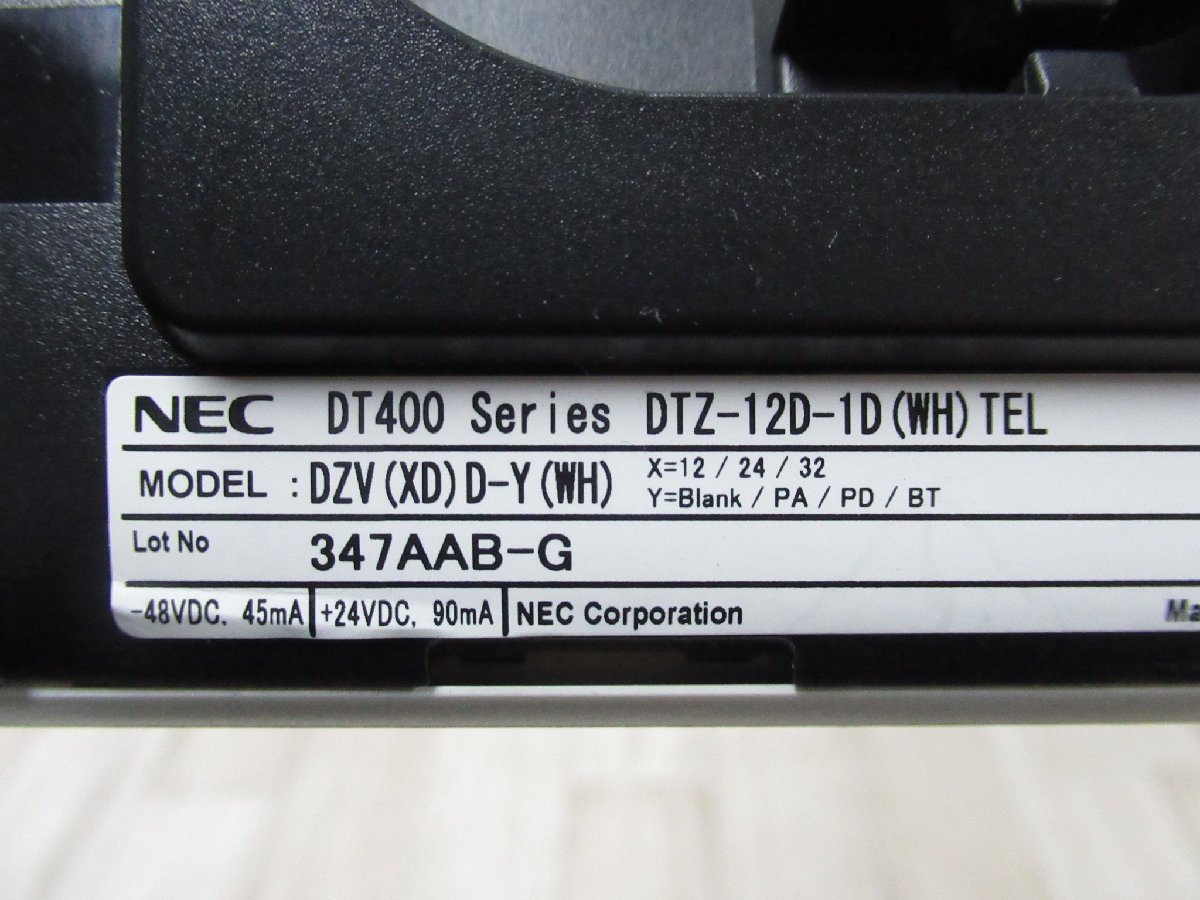 NEC DT400 Series DTZ-12D-1D(WH)TEL
MODEL : DZV(XD)D-Y(WH) X=12 / 24 / 32
Y=Blank / PA / PD / BT
Lot No 347AAB-G
-48VDC, 45mA +24VDC, 90mA NEC Corporation